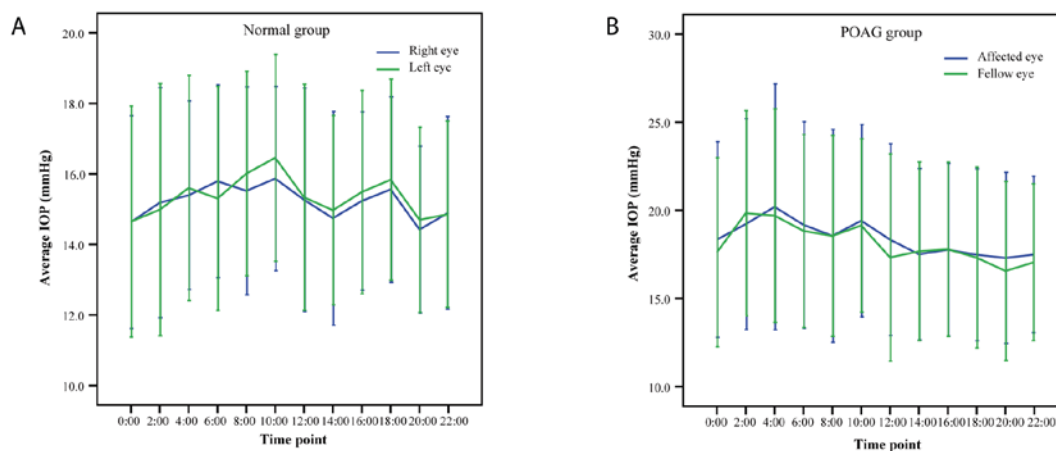 A
Normal group
Right eye
Left eye
20.0
18.0
16.0
14.0
12.0
10.0
Average IOP (mmHg)
0:00 2:00 4:00 6:00 8:00 10:00 12:00 14:00 16:00 18:00 20:00 22:00
Time point
B
POAG group
Affected eye
Fellow eye
30.0
25.0
20.0
15.0
10.0
Average IOP (mmHg)
0:00 2:00 4:00 6:00 8:00 10:00 12:00 14:00 16:00 18:00 20:00 22:00
Time point